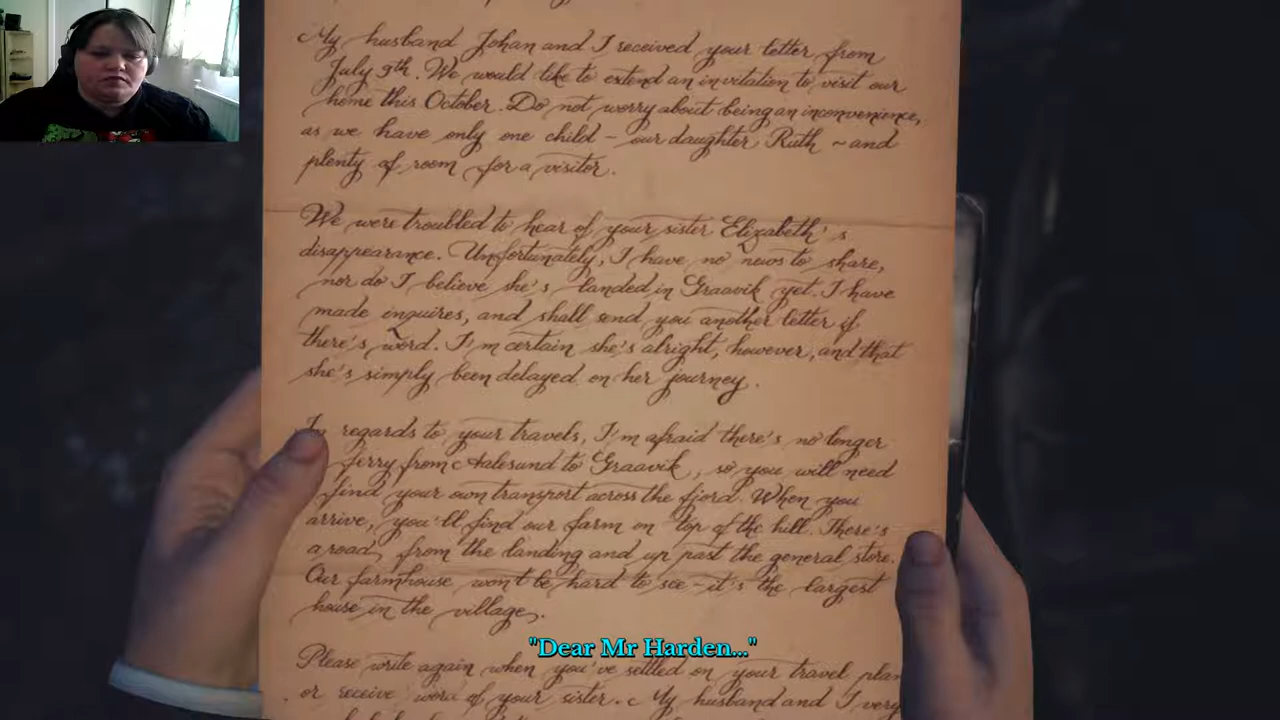 My husband Johan and I received your letter from
July 9th. We would like to extend an invitation to visit our
home this October. Do not worry about being an inconvenience,
as we have only one child - our daughter Ruth ~ and
plenty of room for a visitor.
We were troubled to hear of your sister Elizabeth's
disappearance. Unfortunately, I have no news to share,
nor do I believe she's landed in Graavik yet. I have
made inquires, and shall send you another letter if
there's word. I'm certain she's alright, however, and that
she's simply been delayed on her journey.
In regards to your travels, I'm afraid there's no longer
ferry from Aalesund to Graavik, so you will need
find your own transport across the fjord. When you
arrive, you'll find our farm on top of the hill. There's
a road, from the landing and up past the general store.
Our farmhouse won't be hard to see - it's the largest
house in the village.
"Dear Mr Harden..."
Please write again when you've settled on your travel plan
or receive word of your sister. My husband and I very